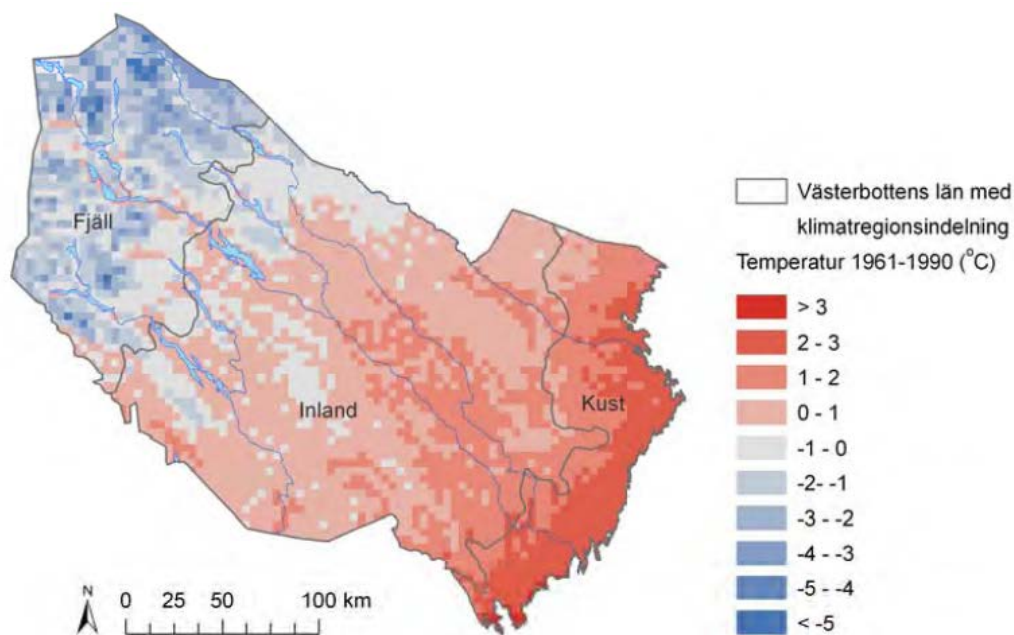 Fjäll
Inland
Kust
Västerbottens län med
klimatregionsindelning
Temperatur 1961-1990 (°C)
> 3
2 - 3
1 - 2
0 - 1
-1 - 0
-2- -1
-3 - -2
-4 - -3
-5 - -4
< -5
N
0 25 50 100 km